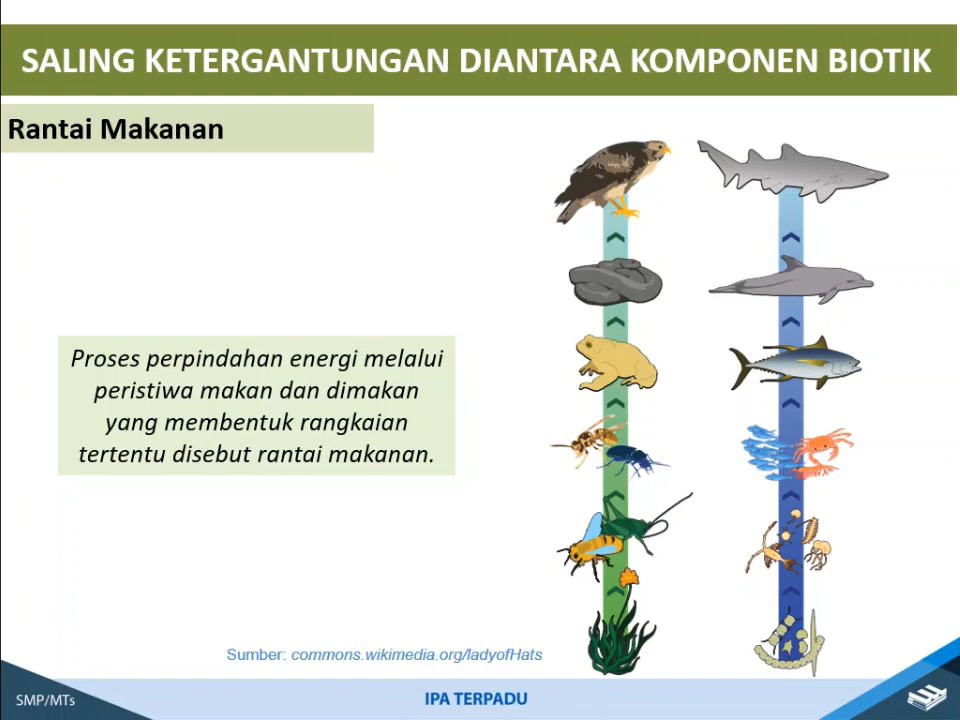 SALING KETERGANTUNGAN DIANTARA KOMPONEN BIOTIK
Rantai Makanan
Proses perpindahan energi melalui
peristiwa makan dan dimakan
yang membentuk rangkaian
tertentu disebut rantai makanan.
Sumber: commons.wikimedia.org/ladyofHats
SMP/MTs
IPA TERPADU